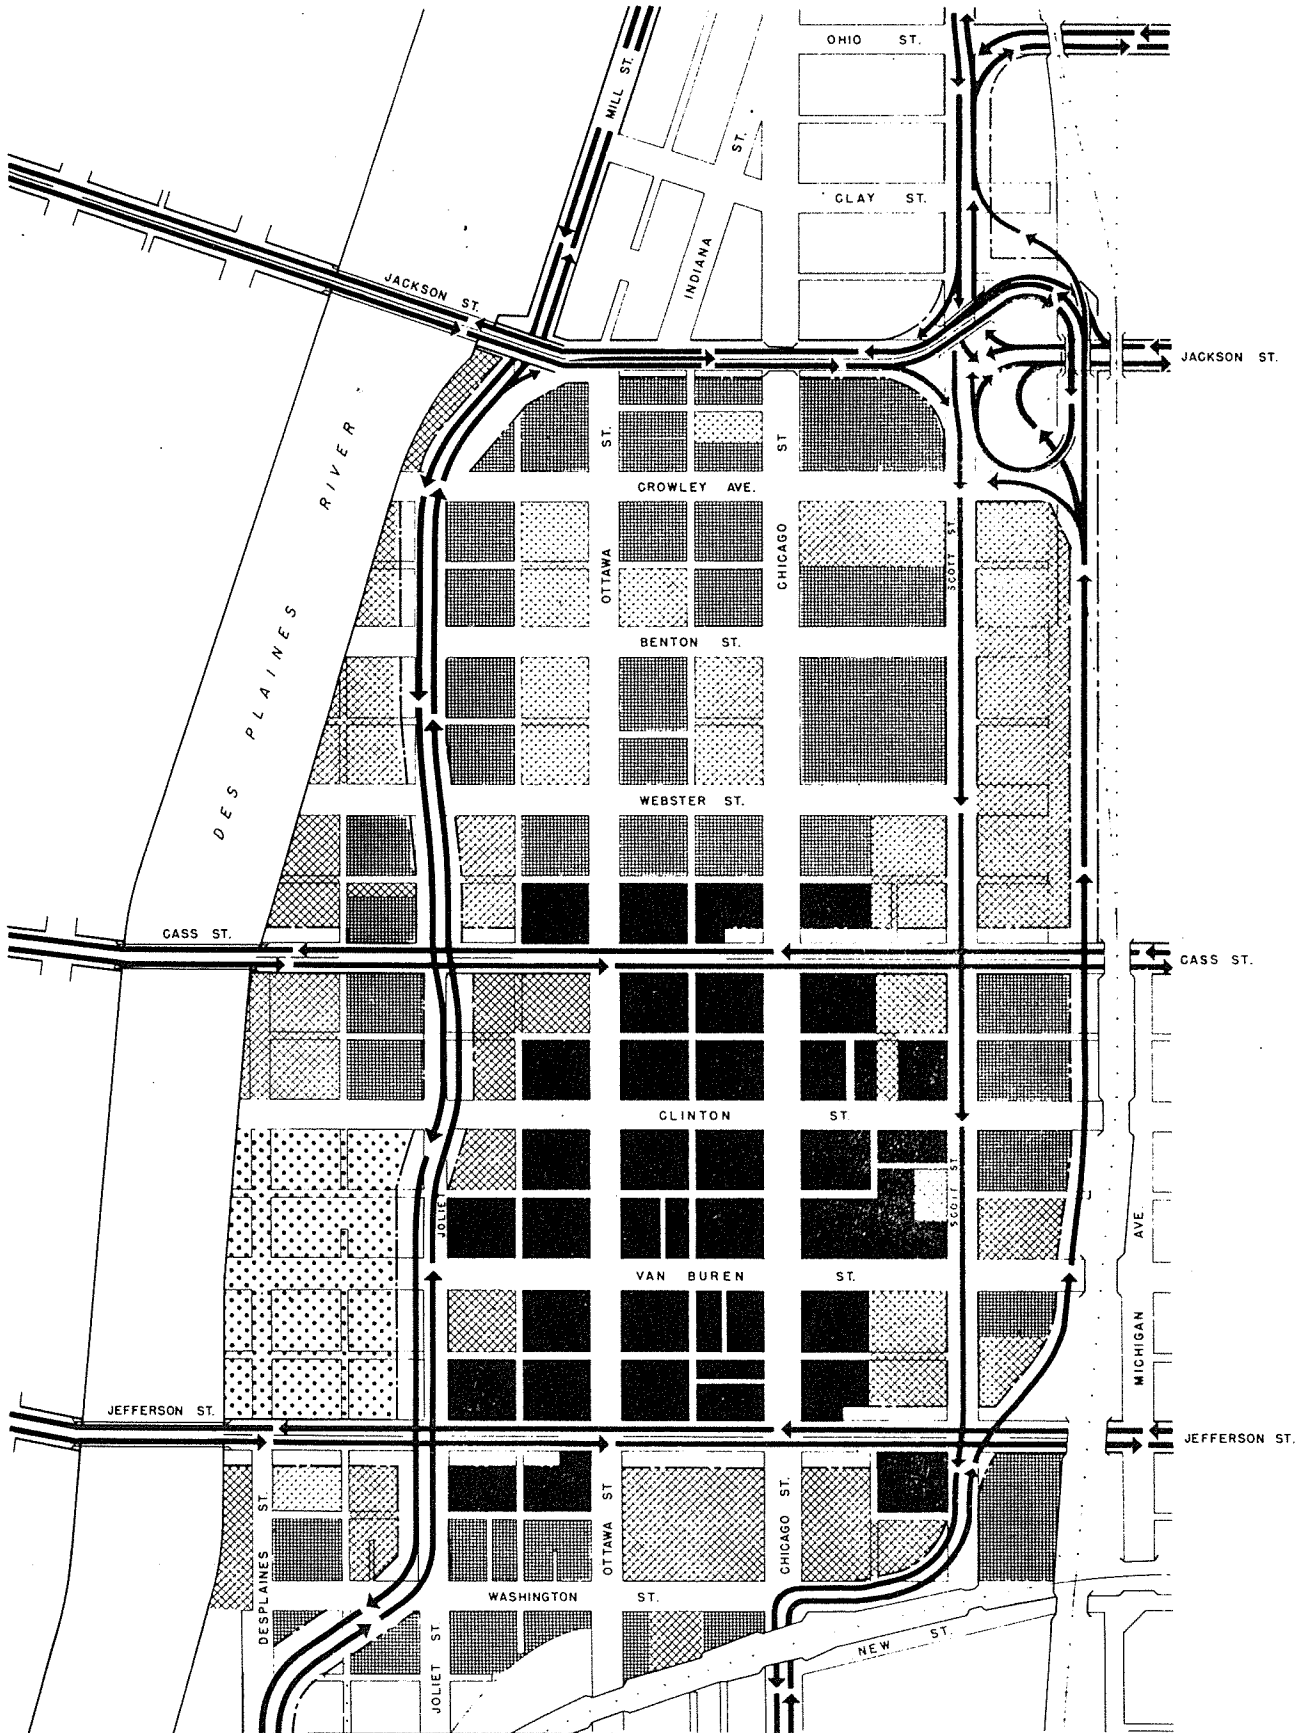 OHIO ST.
MILL ST.
ST.
CLAY ST.
INDIANA
JACKSON ST.
JACKSON ST.
RIVER
ST.
ST
CROWLEY AVE.
OTTAWA
CHICAGO
SCOTT ST.
DES PLAINES
BENTON ST.
WEBSTER ST.
CASS ST.
CASS ST.
CLINTON ST.
JOLIET
SCOTT ST.
AVE.
VAN BUREN ST.
MICHIGAN
JEFFERSON ST.
JEFFERSON ST.
ST.
OTTAWA ST
CHICAGO ST.
DESPLAINES
WASHINGTON ST.
JOLIET ST.
NEW ST.